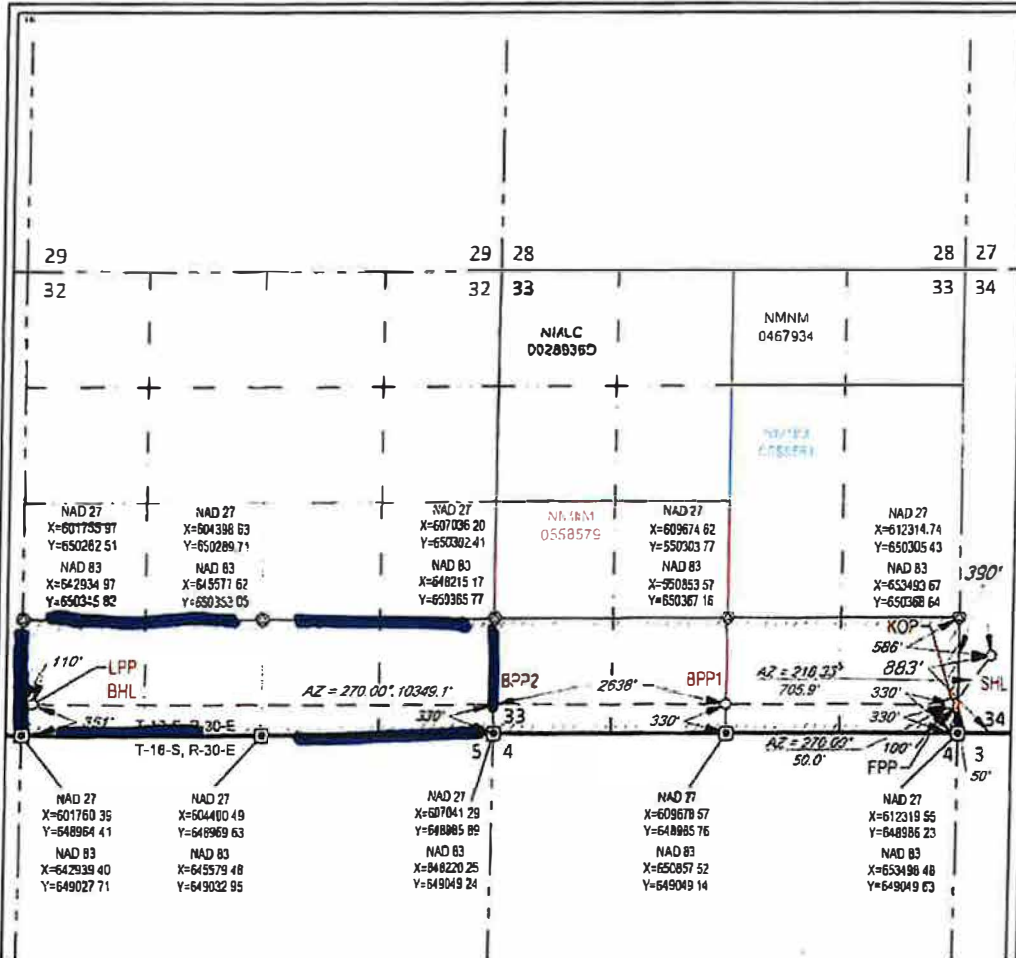 29
29
28
28
27
32
32
33
33
34
NMLC
0028936D
NMNM
0467934
NAD 27
X=601755 97
Y=650262 51
NAD 83
X=642934 97
Y=650345 82
NAD 27
X=604398 63
Y=650289.71
NAD 83
X=645577 62
Y=650353 05
NAD 27
X=607036 20
Y=650302.41
NAD 83
X=648215 17
Y=650365 77
NMNM
0558579
NAD 27
X=609674 62
Y=550303 77
NAD 83
X=950853 57
Y=650367 16
NAD 27
X=612314.74
Y=650305 43
NAD 83
X=653493 67
Y=650368 64
390'
KOP
586'
883'
SHL
110'
LPP
BHL
AZ = 270.00° 10349.1'
BPP2
2638'
BPP1
705.9'
330'
330'
330'
330'
351'
33
34
T-16-S, R-30-E
5
4
4
3
AZ = 270.00°
50.0'
100'
FPP
50'
NAD 27
X=601760 39
Y=648964 41
NAD 83
X=642939 40
Y=649027 71
NAD 27
X=604400 49
Y=648969 63
NAD 83
X=645579 48
Y=649032 95
NAD 27
X=607041 29
Y=648985 89
NAD 83
X=648220 25
Y=649049 24
NAD 27
X=609678 57
Y=648985 76
NAD 83
X=650857 52
Y=649049 14
NAD 27
X=612319 55
Y=648986 23
NAD 83
X=653498 48
Y=649049 63